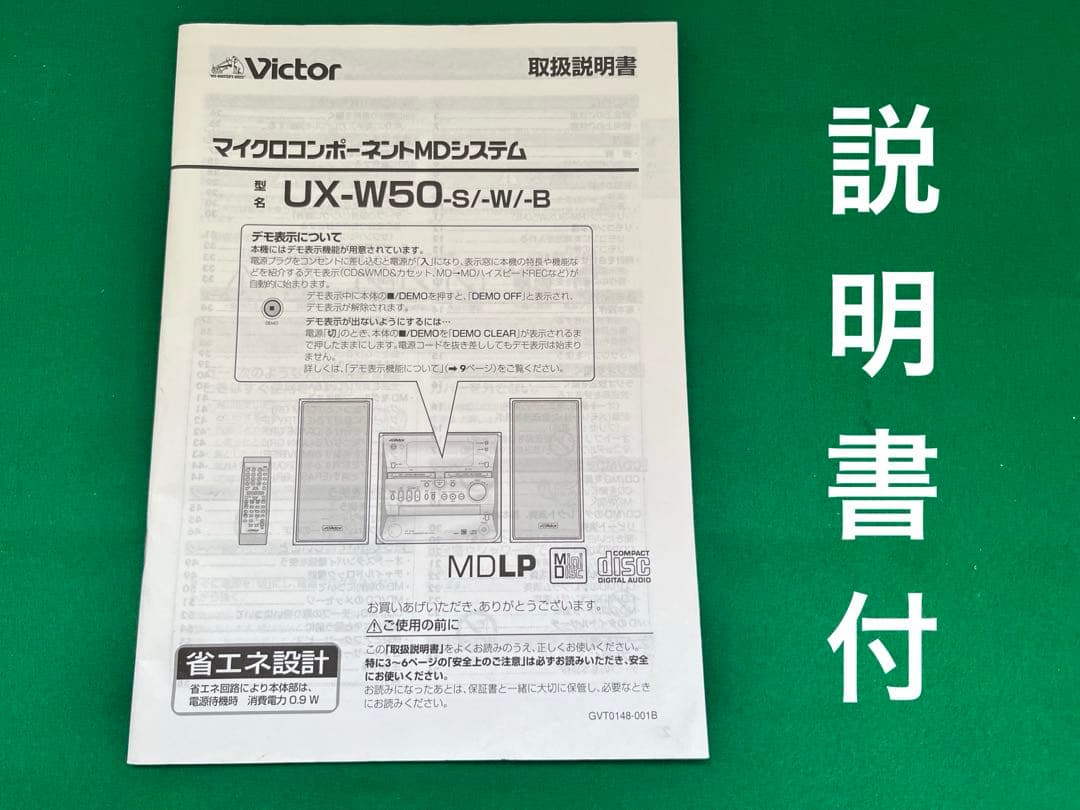 Victor
取扱説明書
マイクロコンポーネントMDシステム
型名 UX-W50-S/-W/-B
デモ表示について
本機にはデモ表示機能が用意されています。
電源プラグをコンセントに差し込むと電源が「入」になり、表示窓に本機の特長や機能な
どを紹介するデモ表示(CD&WMD&カセット、MD→MDハイスピードRECなど)が
自動的に始まります。
デモ表示中に本体の■/DEMOを押すと、「DEMO OFF」と表示され、
デモ表示が解除されます。
DEMO
デモ表示が出ないようにするには…
電源「切」のとき、本体の■/DEMOを「DEMO CLEAR」が表示されるま
で押したままにします。電源コードを抜き差ししてもデモ表示は始まり
ません。
詳しくは、「デモ表示機能について」(➡9ページ)をご覧ください。
MDLP
MiniDisc
COMPACT
disc
DIGITAL AUDIO
お買いあげいただき、ありがとうございます。
⚠ご使用の前に
この「取扱説明書」をよくお読みのうえ、正しくお使いください。
特に3〜6ページの「安全上のご注意」は必ずお読みいただき、安全
にお使いください。
お読みになったあとは、保証書と一緒に大切に保管し、必要なとき
にお読みください。
省エネ設計
省エネ回路により本体部は、
電源待機時 消費電力 0.9 W
GVT0148-001B
説明書付